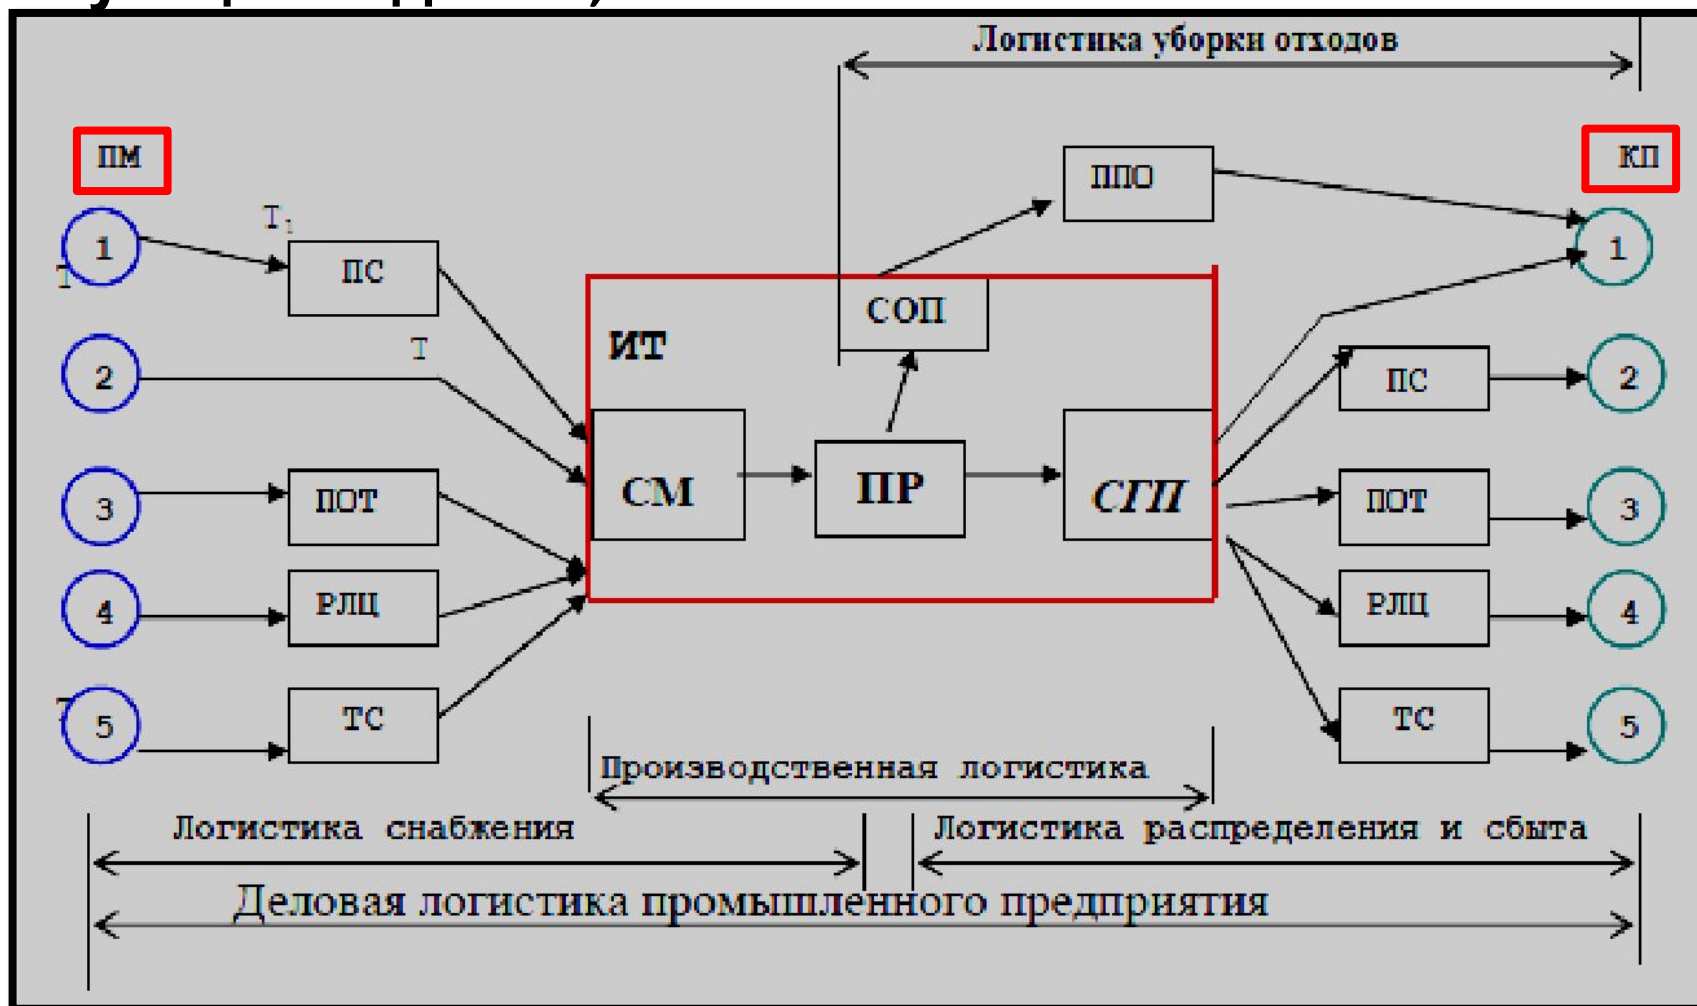 Логистика уборки отходов
ПМ
КП
ППО
1
Т₁
ПС
1
Т
СОП
ИТ
Т
2
ПС
2
СМ
ПР
СГП
3
ПОТ
ПОТ
3
4
РЛЦ
РЛЦ
4
5
ТС
ТС
5
Производственная логистика
Логистика снабжения
Логистика распределения и сбыта
Деловая логистика промышленного предприятия